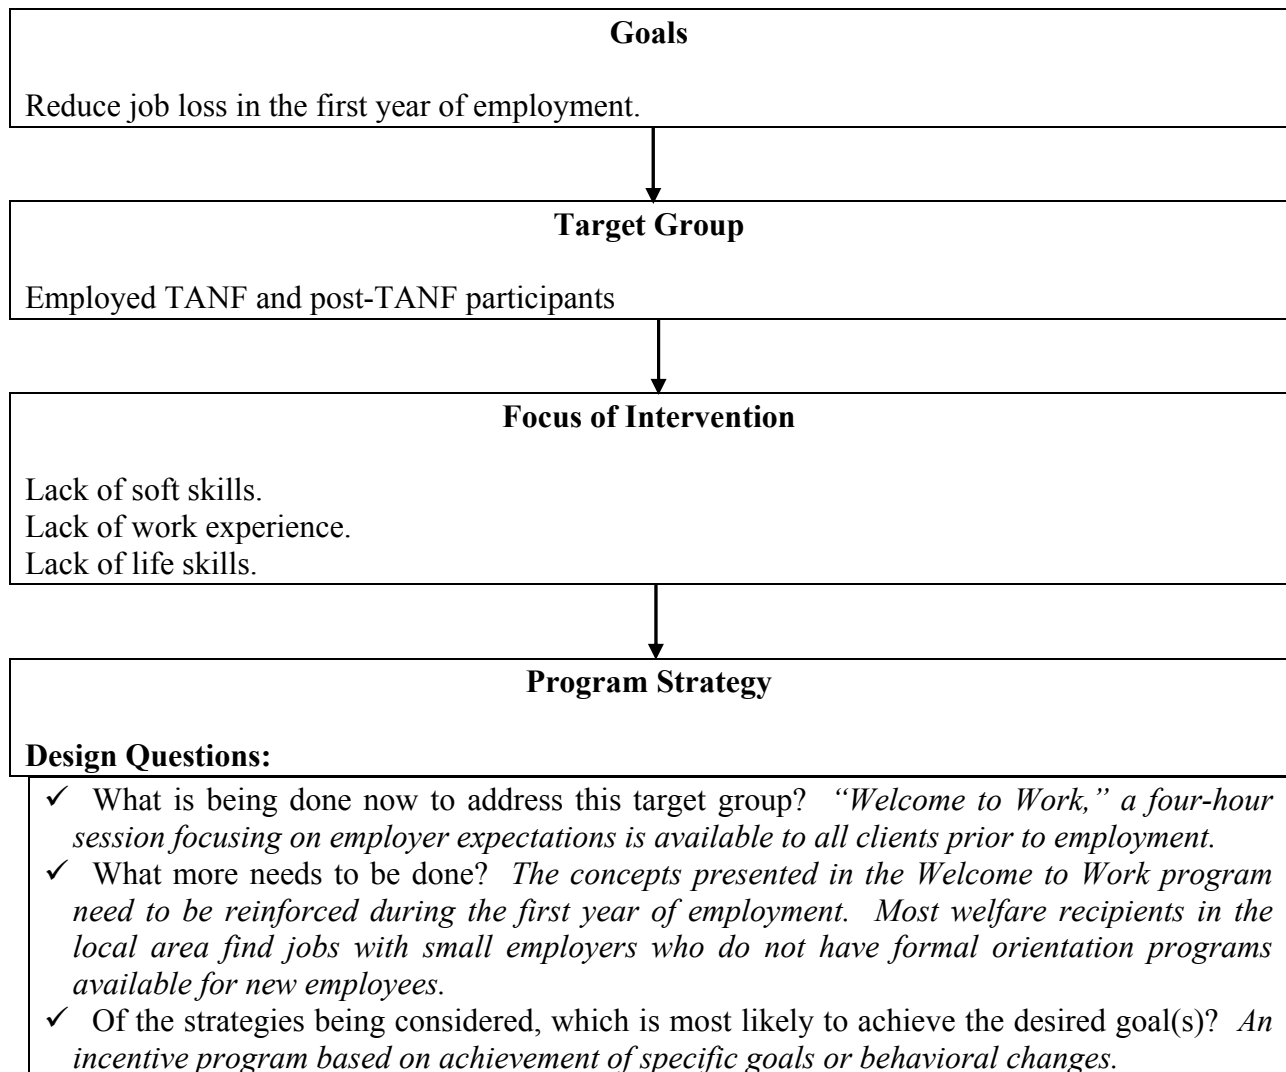 Goals
Reduce job loss in the first year of employment.
Target Group
Employed TANF and post-TANF participants
Focus of Intervention
Lack of soft skills.
Lack of work experience.
Lack of life skills.
Program Strategy
Design Questions:
✓ What is being done now to address this target group? “Welcome to Work,” a four-hour
session focusing on employer expectations is available to all clients prior to employment.
✓ What more needs to be done? The concepts presented in the Welcome to Work program
need to be reinforced during the first year of employment. Most welfare recipients in the
local area find jobs with small employers who do not have formal orientation programs
available for new employees.
✓ Of the strategies being considered, which is most likely to achieve the desired goal(s)? An
incentive program based on achievement of specific goals or behavioral changes.